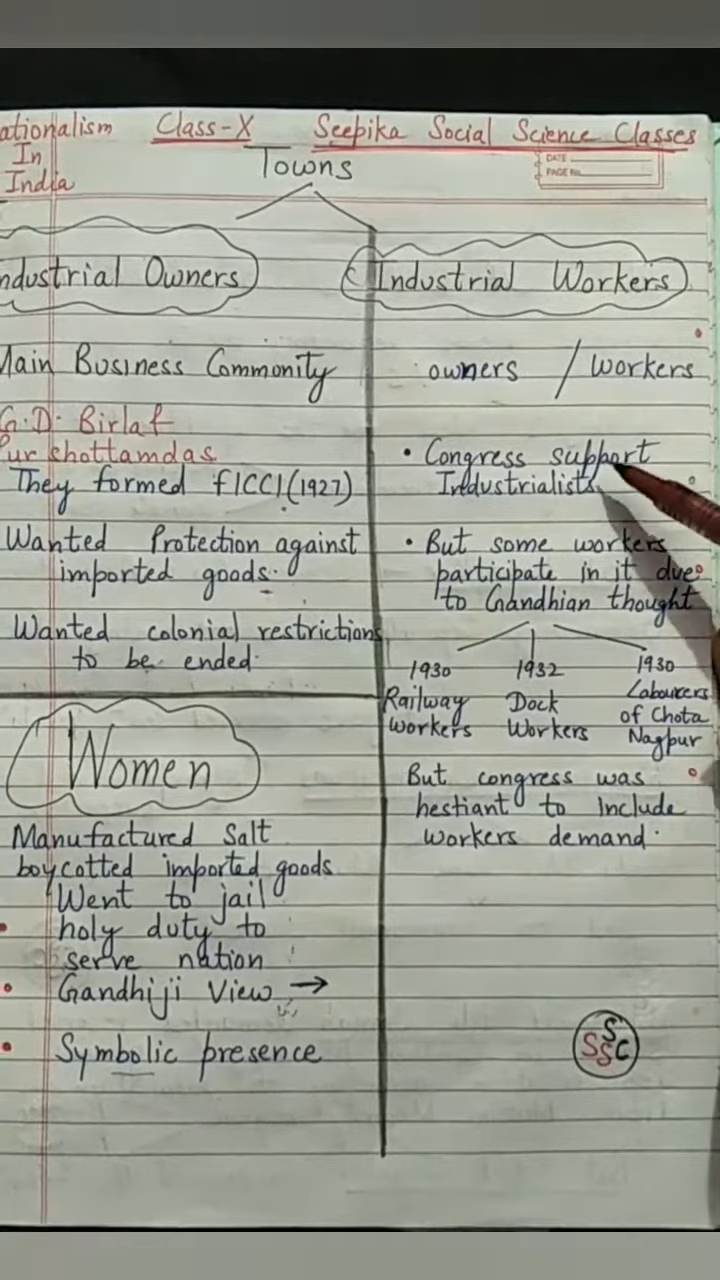 ationalism Class-X Seepika Social Science Classes
In
India
Towns
DATE
PAGE No.
ndustrial Owners
Main Business Commonity
G.D. Birlaf
Pur shottamdas
They formed fICCI (1927)
Wanted Protection against
imported goods.
Wanted colonial restrictions
to be ended.
Industrial Workers
owners / workers
• Congress support
Industrialists
• But some workers
participate in it due
to Gandhian thought
1930 1932 1930
Railway workers Dock Workers Labourers of Chota Nagpur
But congress was
hestiant to Include
workers demand.
Women
Manufactured Salt
boycotted imported goods
Went to jail
• holy duty to
serve nation
• Gandhiji View →
• Symbolic presence
S
SSC